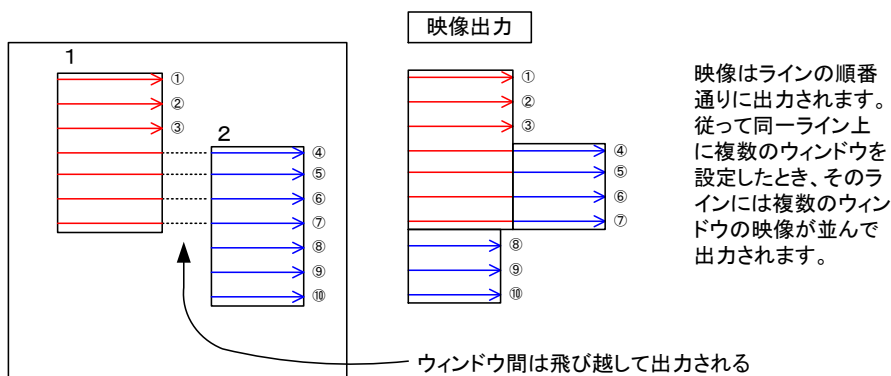 映像出力
1
①
②
③
2
④
⑤
⑥
⑦
⑧
⑨
⑩
①
②
③
④
⑤
⑥
⑦
⑧
⑨
⑩
映像はラインの順番
通りに出力されます。
従って同一ライン上
に複数のウィンドウを
設定したとき、そのラ
インには複数のウィン
ドウの映像が並んで
出力されます。
ウィンドウ間は飛び越して出力される